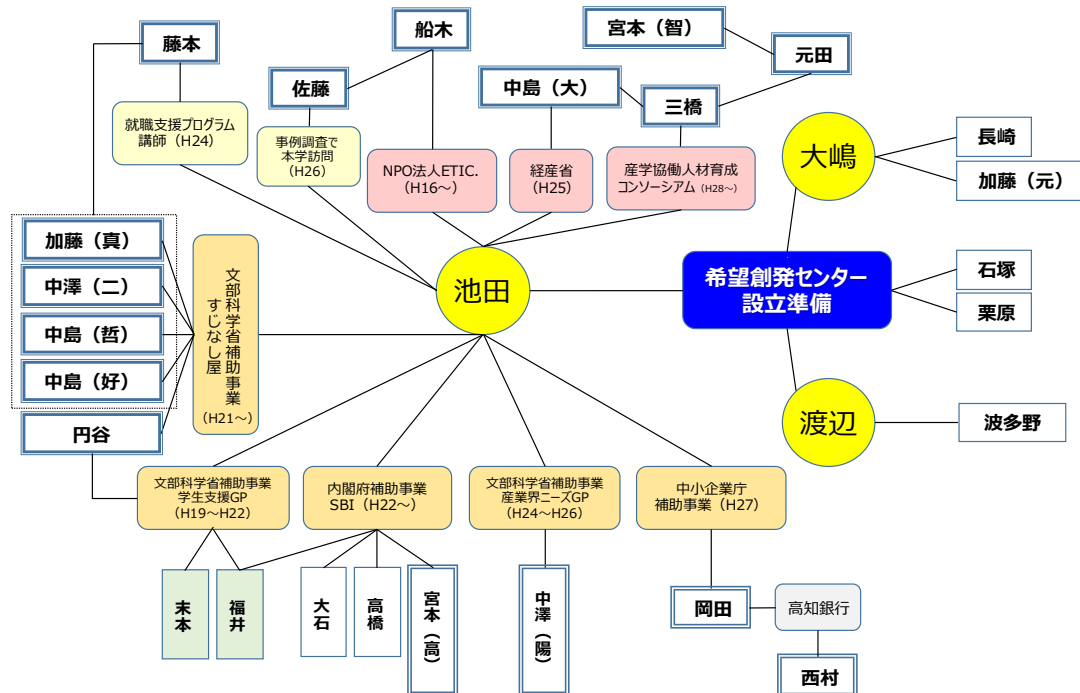 藤本
船木
宮本（智）
元田
佐藤
中島（大）
三橋
就職支援プログラム
講師（H24）
事例調査で
本学訪問
（H26）
NPO法人ETIC.
（H16～）
経産省
（H25）
産学協働人材育成
コンソーシアム（H28～）
大嶋
長崎
加藤（元）
加藤（真）
中澤（二）
中島（哲）
中島（好）
円谷
文部科学省補助事業
すじなし屋
（H21～）
池田
希望創発センター
設立準備
石塚
栗原
渡辺
波多野
文部科学省補助事業
学生支援GP
（H19～H22）
内閣府補助事業
SBI（H22～）
文部科学省補助事業
産業界ニーズGP
（H24～H26）
中小企業庁
補助事業（H27）
末本
福井
大石
高橋
宮本（高）
中澤（陽）
岡田
高知銀行
西村